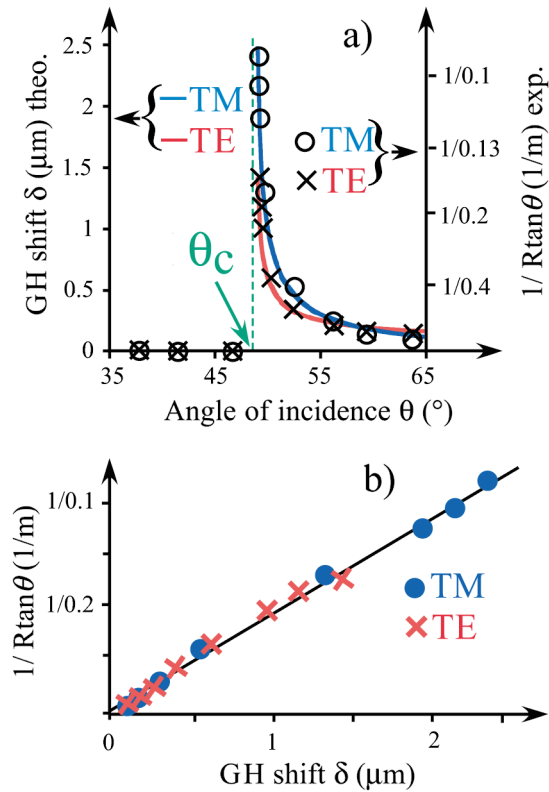 a)
GH shift δ (μm) theo.
2.5
2
1.5
1
0.5
0
TM
TE
TM
TE
θc
1/0.1
1/0.13
1/0.2
1/0.4
1/ Rtanθ (1/m) exp.
35
45
55
65
Angle of incidence θ (°)
b)
1/ Rtanθ (1/m)
1/0.1
1/0.2
TM
TE
0
1
2
GH shift δ (μm)